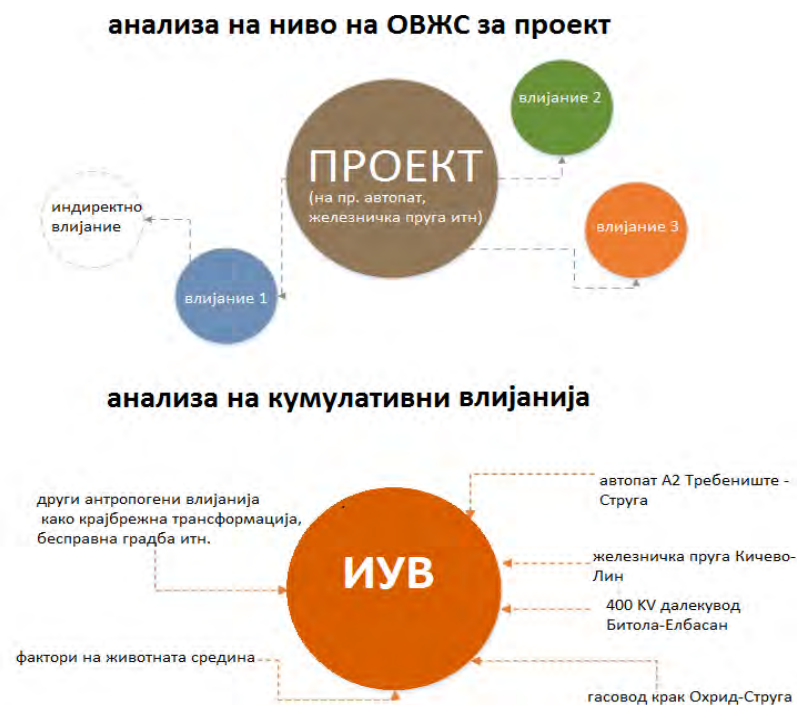 анализа на ниво на ОВЖС за проект
влијание 2
ПРОЕКТ
(на пр. автопат,
железничка пруга итн)
индиректно
влијание
влијание 3
влијание 1
анализа на кумулативни влијанија
автопат А2 Требениште -
Струга
други антропогени влијанија
како крајбрежна трансформација,
бесправна градба итн.
ИУВ
железничка пруга Кичево-
Лин
400 KV далекувод
Битола-Елбасан
фактори на животната средина
гасовод крак Охрид-Струга